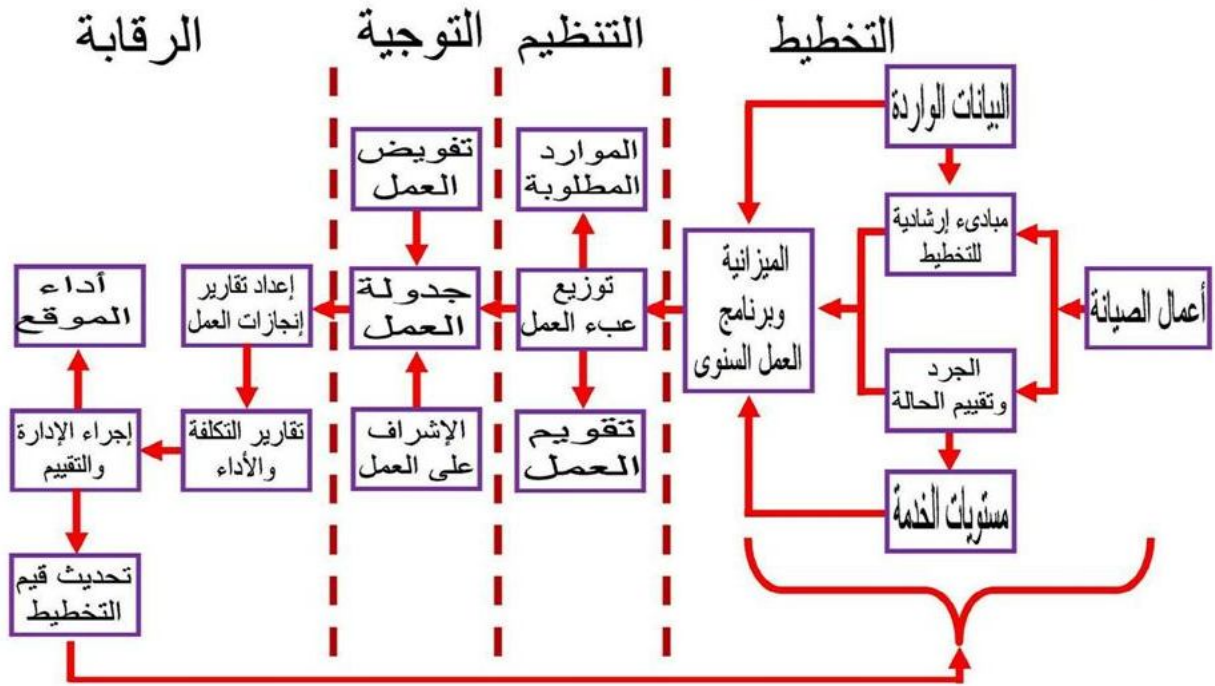 التخطيط
التنظيم
التوجية
الرقابة
البيانات الواردة
مبادىء إرشادية
للتخطيط
أعمال الصيانة
الجرد
وتقييم الحالة
مستويات الخدمة
الميزانية
وبرنامج
العمل السنوى
الموارد
المطلوبة
توزيع
عبء العمل
تقويم
العمل
تفويض
العمل
جدولة
العمل
الإشراف
على العمل
إعداد تقارير
إنجازات العمل
تقارير التكلفة
والأداء
أداء
الموقع
إجراء الإدارة
والتقييم
تحديث قيم
التخطيط